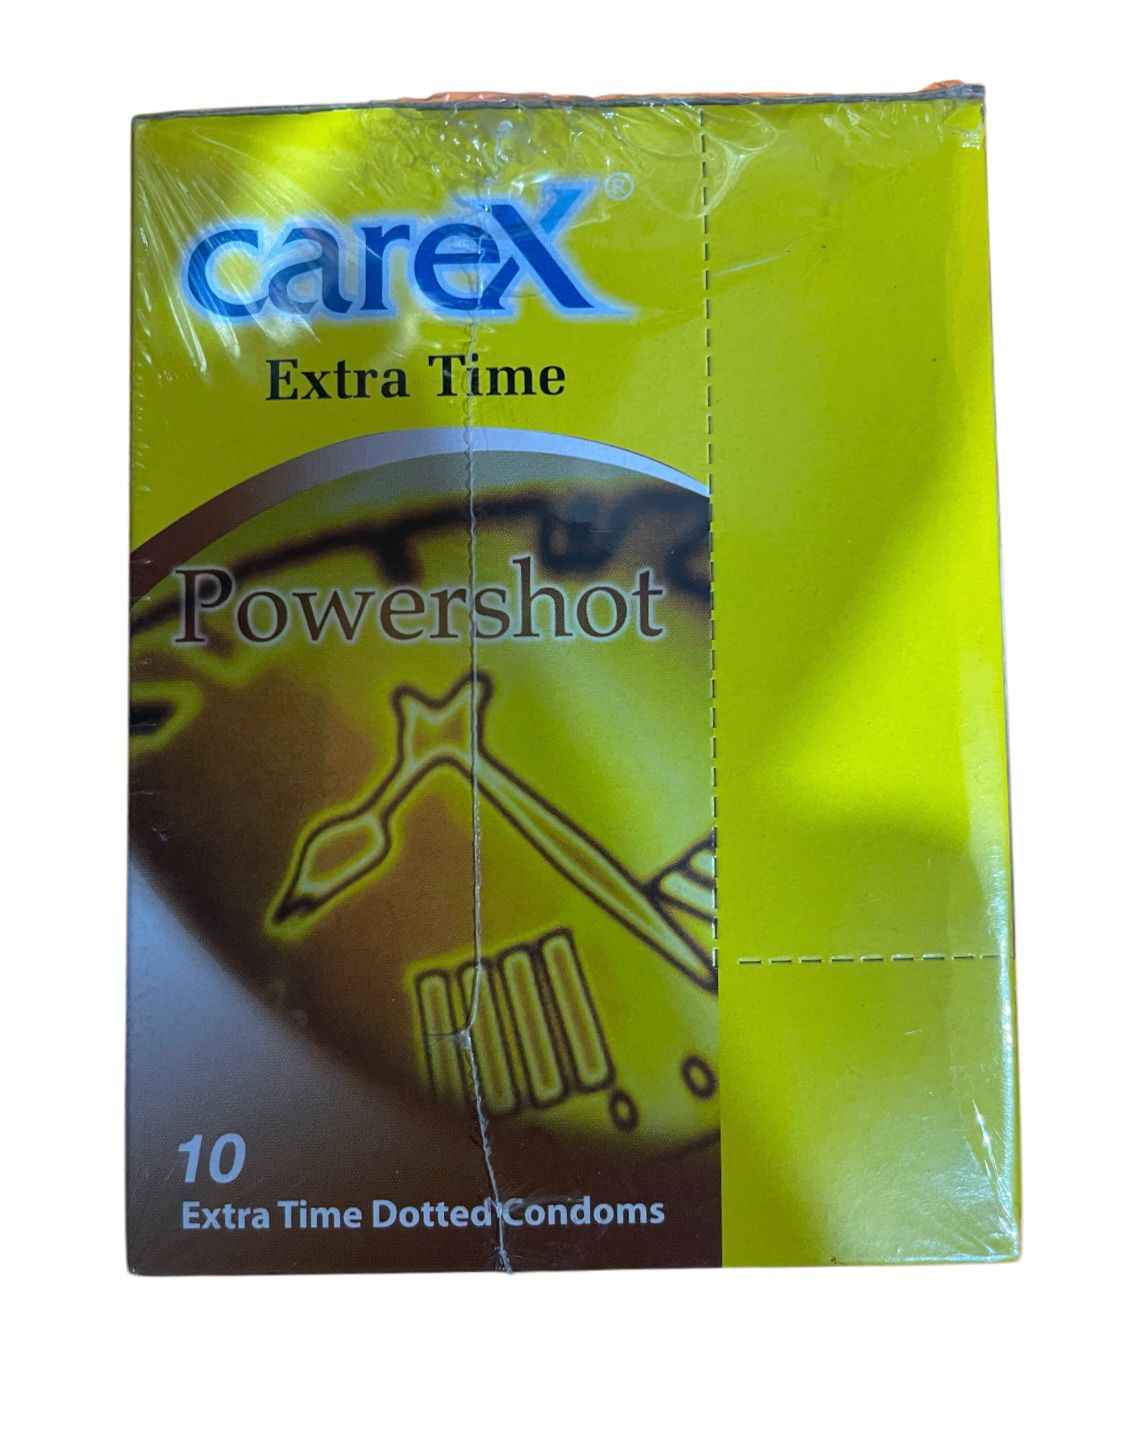 careX®
Extra Time
Powershot
10
Extra Time Dotted Condoms